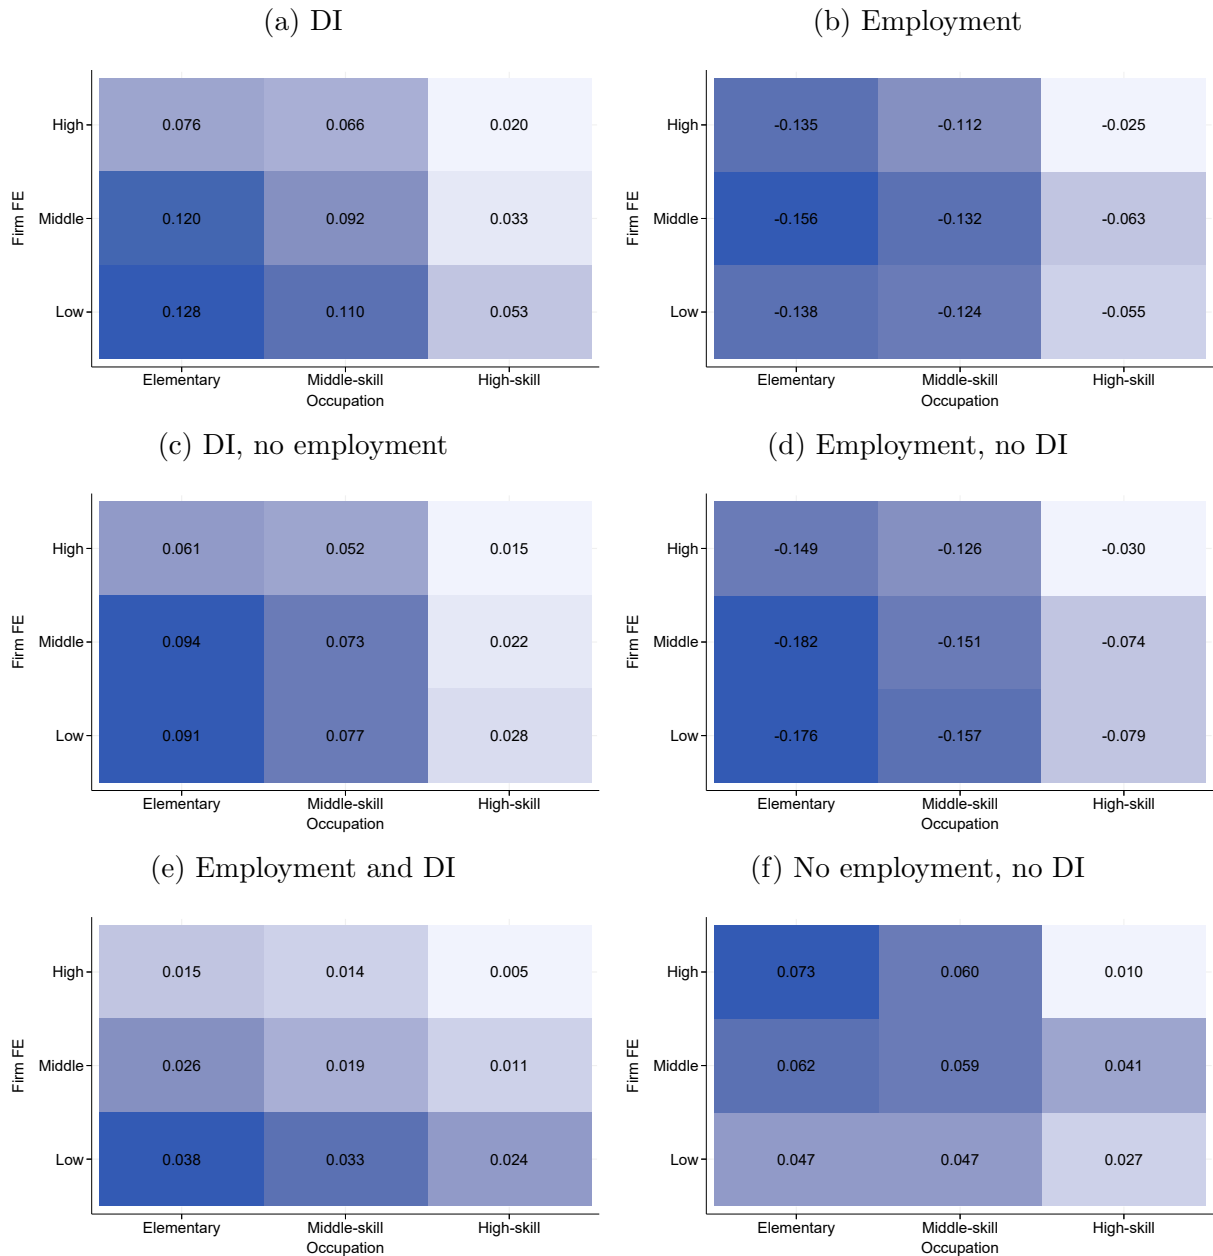 (a) DI
High 0.076 0.066 0.020
Middle 0.120 0.092 0.033
Low 0.128 0.110 0.053
Firm FE
Elementary Middle-skill High-skill
Occupation
(b) Employment
High -0.135 -0.112 -0.025
Middle -0.156 -0.132 -0.063
Low -0.138 -0.124 -0.055
Firm FE
Elementary Middle-skill High-skill
Occupation
(c) DI, no employment
High 0.061 0.052 0.015
Middle 0.094 0.073 0.022
Low 0.091 0.077 0.028
Firm FE
Elementary Middle-skill High-skill
Occupation
(d) Employment, no DI
High -0.149 -0.126 -0.030
Middle -0.182 -0.151 -0.074
Low -0.176 -0.157 -0.079
Firm FE
Elementary Middle-skill High-skill
Occupation
(e) Employment and DI
High 0.015 0.014 0.005
Middle 0.026 0.019 0.011
Low 0.038 0.033 0.024
Firm FE
Elementary Middle-skill High-skill
Occupation
(f) No employment, no DI
High 0.073 0.060 0.010
Middle 0.062 0.059 0.041
Low 0.047 0.047 0.027
Firm FE
Elementary Middle-skill High-skill
Occupation